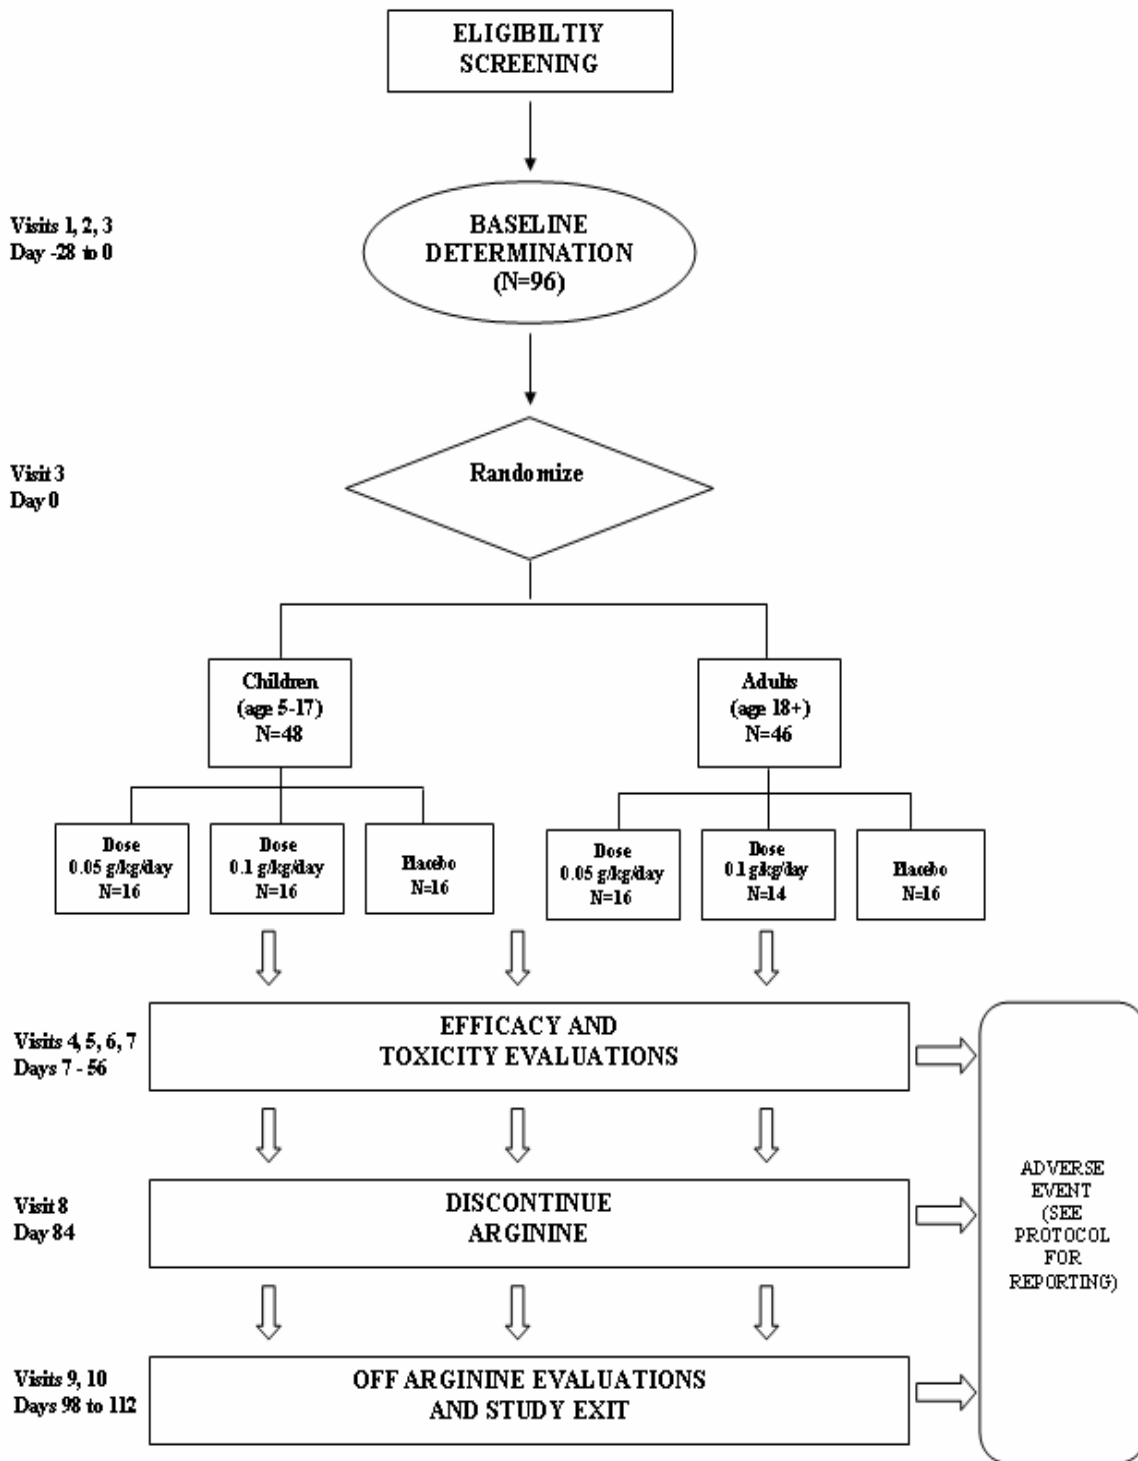 ELIGIBILTIY
SCREENING
Visits 1, 2, 3
Day -28 to 0
BASELINE
DETERMINATION
(N=96)
Visit 3
Day 0
Randomize
Children
(age 5-17)
N=48
Adults
(age 18+)
N=46
Dose
0.05 g/kg/day
N=16
Dose
0.1 g/kg/day
N=16
Placebo
N=16
Dose
0.05 g/kg/day
N=16
Dose
0.1 g/kg/day
N=14
Placebo
N=16
Visits 4, 5, 6, 7
Days 7 - 56
EFFICACY AND
TOXICITY EVALUATIONS
Visit 8
Day 84
DISCONTINUE
ARGININE
ADVERSE
EVENT
(SEE
PROTOCOL
FOR
REPORTING)
Visits 9, 10
Days 98 to 112
OFF ARGININE EVALUATIONS
AND STUDY EXIT